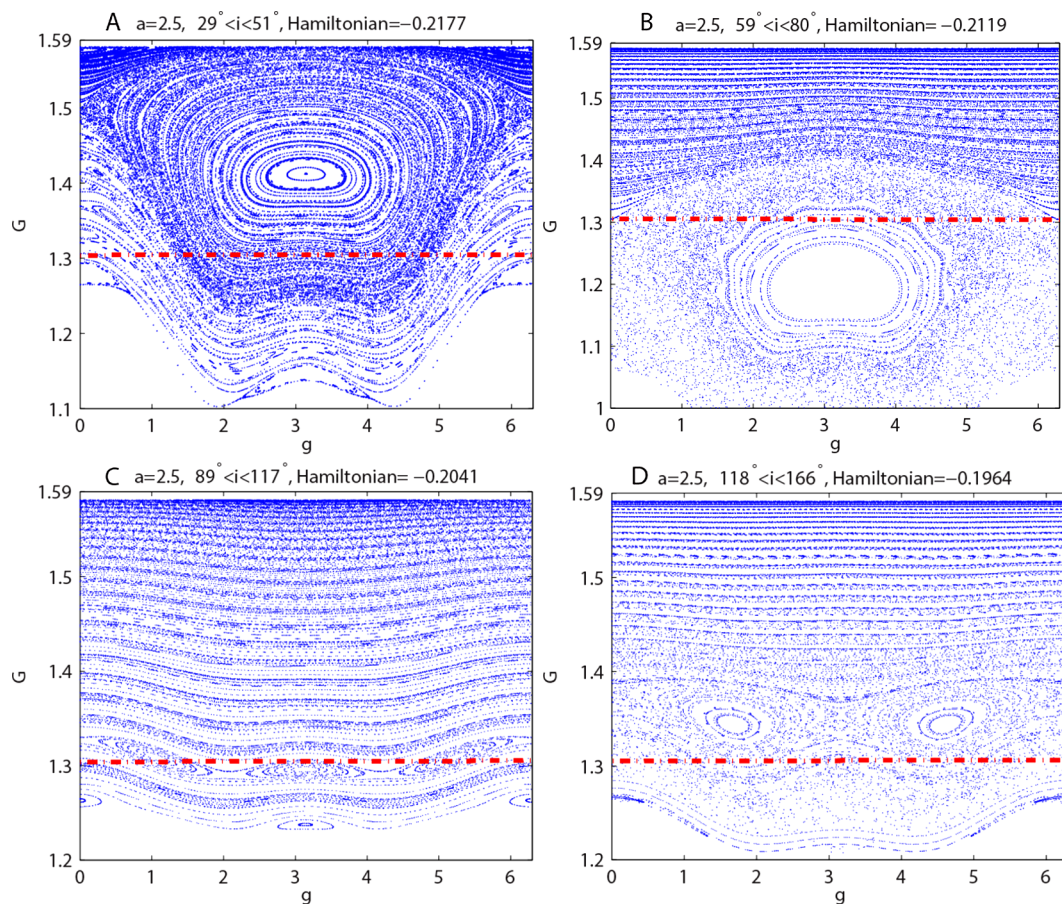 A a=2.5, 29°<i<51°, Hamiltonian=−0.2177
1.59
1.5
1.4
1.3
1.2
1.1
G
0 1 2 3 4 5 6
g
B a=2.5, 59°<i<80°, Hamiltonian=−0.2119
1.59
1.5
1.4
1.3
1.2
1.1
1
G
0 1 2 3 4 5 6
g
C a=2.5, 89°<i<117°, Hamiltonian=−0.2041
1.59
1.5
1.4
1.3
1.2
G
0 1 2 3 4 5 6
g
D a=2.5, 118°<i<166°, Hamiltonian=−0.1964
1.59
1.5
1.4
1.3
1.2
G
0 1 2 3 4 5 6
g